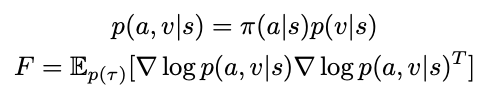 p(a, v|s) = π(a|s)p(v|s)
F = 𝔼_{p(τ)}[∇ log p(a, v|s)∇ log p(a, v|s)^T]